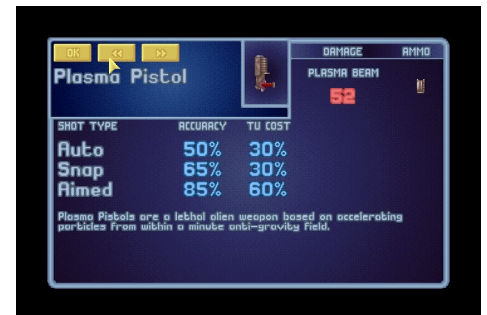 OK << >>
DAMAGE AMMO
Plasma Pistol
PLASMA BEAM
52
SHOT TYPE ACCURACY TU COST
Auto 50% 30%
Snap 65% 30%
Aimed 85% 60%
Plasma Pistols are a lethal alien weapon based on accelerating
particles from within a minute anti-gravity field.